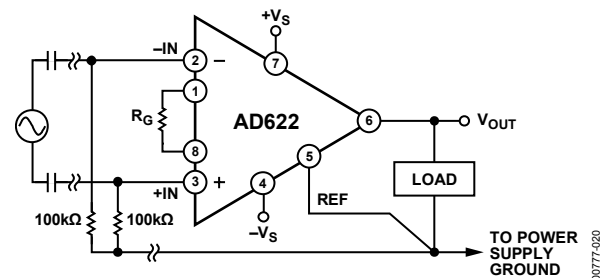 +VS
–IN
2
–
7
1
RG
AD622
6
VOUT
8
5
LOAD
3
+
+IN
4
REF
100kΩ
100kΩ
–VS
TO POWER
SUPPLY
GROUND
00777-020